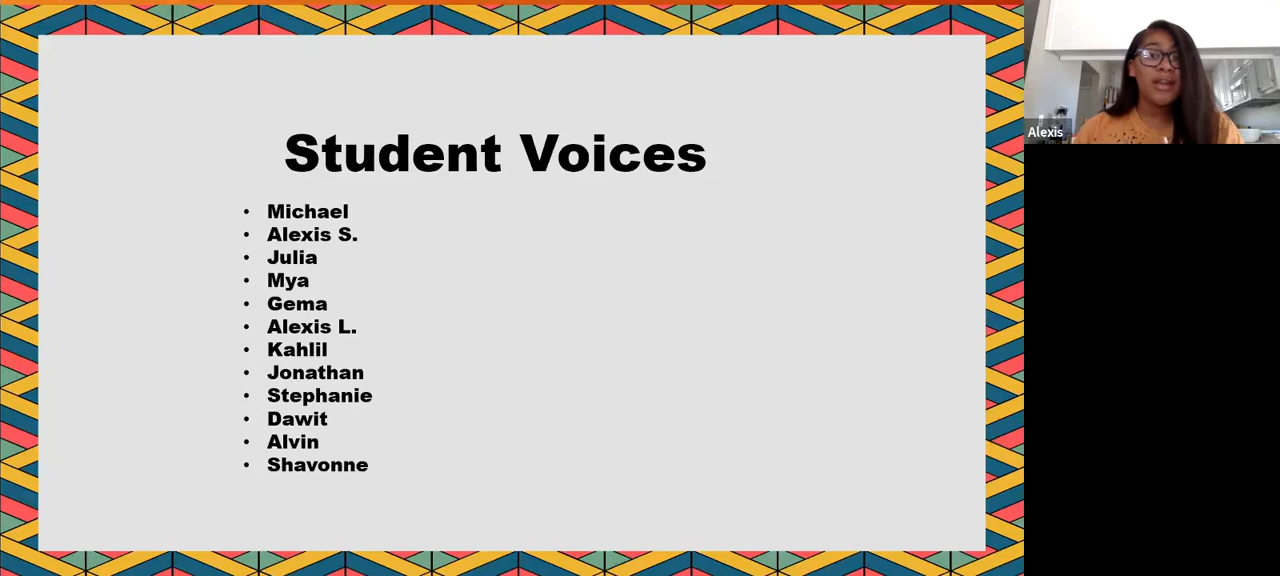 Student Voices
• Michael
• Alexis S.
• Julia
• Mya
• Gema
• Alexis L.
• Kahlil
• Jonathan
• Stephanie
• Dawit
• Alvin
• Shavonne
Alexis